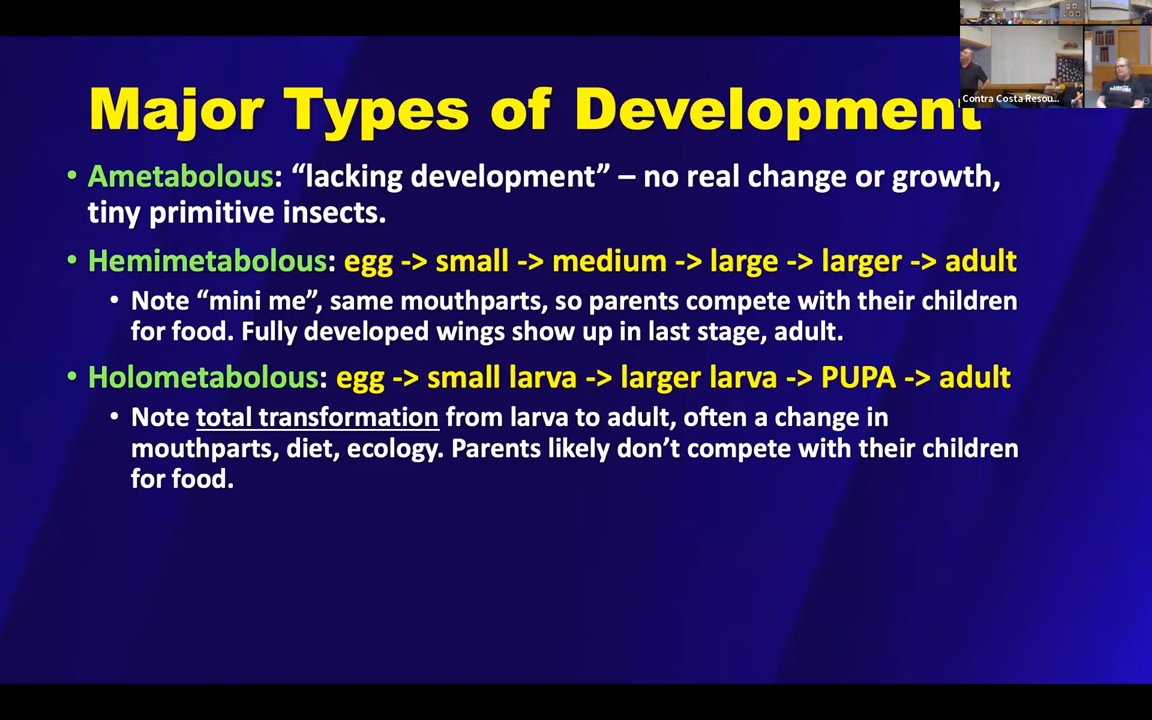 Major Types of Development
Contra Costa Resou...
• Ametabolous: “lacking development” – no real change or growth,
tiny primitive insects.
• Hemimetabolous: egg -> small -> medium -> large -> larger -> adult
• Note “mini me”, same mouthparts, so parents compete with their children
for food. Fully developed wings show up in last stage, adult.
• Holometabolous: egg -> small larva -> larger larva -> PUPA -> adult
• Note total transformation from larva to adult, often a change in
mouthparts, diet, ecology. Parents likely don’t compete with their children
for food.